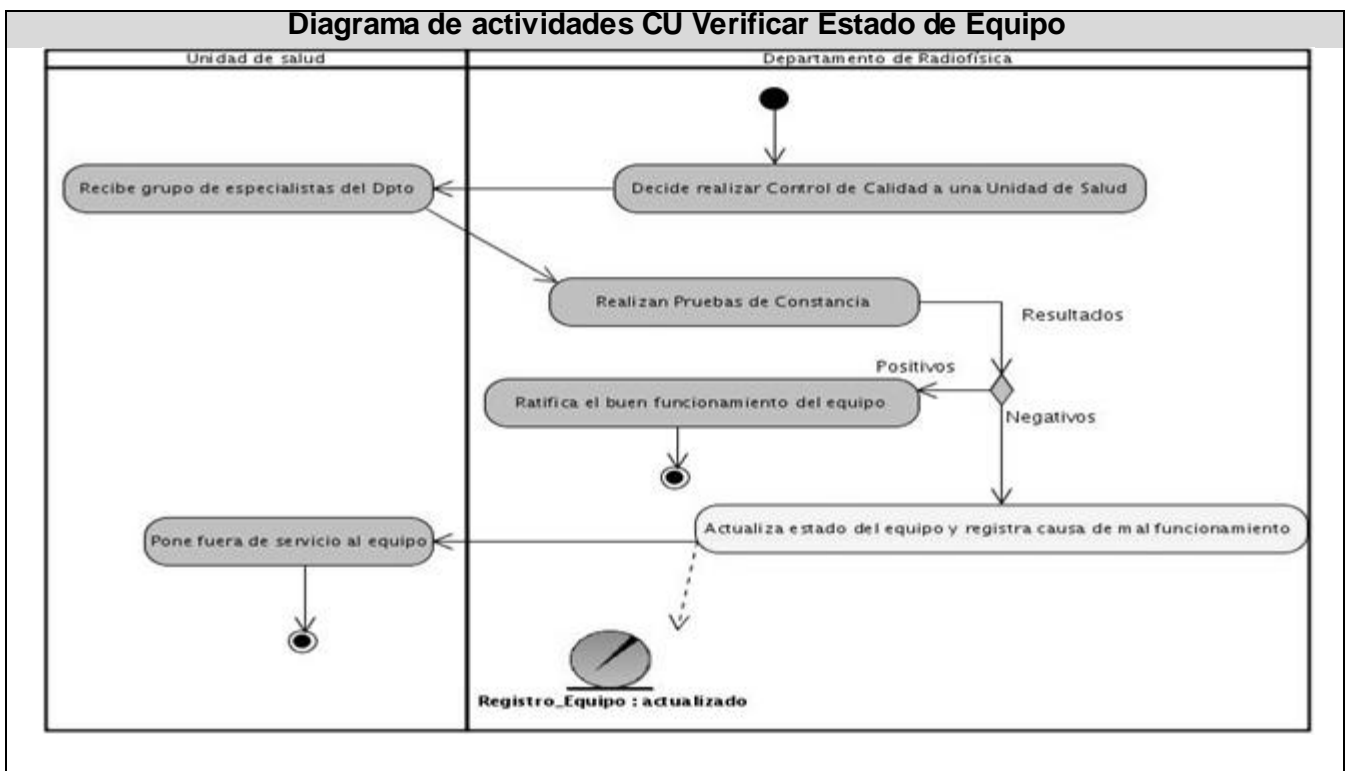 Diagrama de actividades CU Verificar Estado de Equipo
Unidad de salud
Departamento de Radiofísica
Recibe grupo de especialistas del Dpto
Decide realizar Control de Calidad a una Unidad de Salud
Realizan Pruebas de Constancia
Resultados
Positivos
Ratifica el buen funcionamiento del equipo
Negativos
Actualiza estado del equipo y registra causa de mal funcionamiento
Pone fuera de servicio al equipo
Registro_Equipo : actualizado